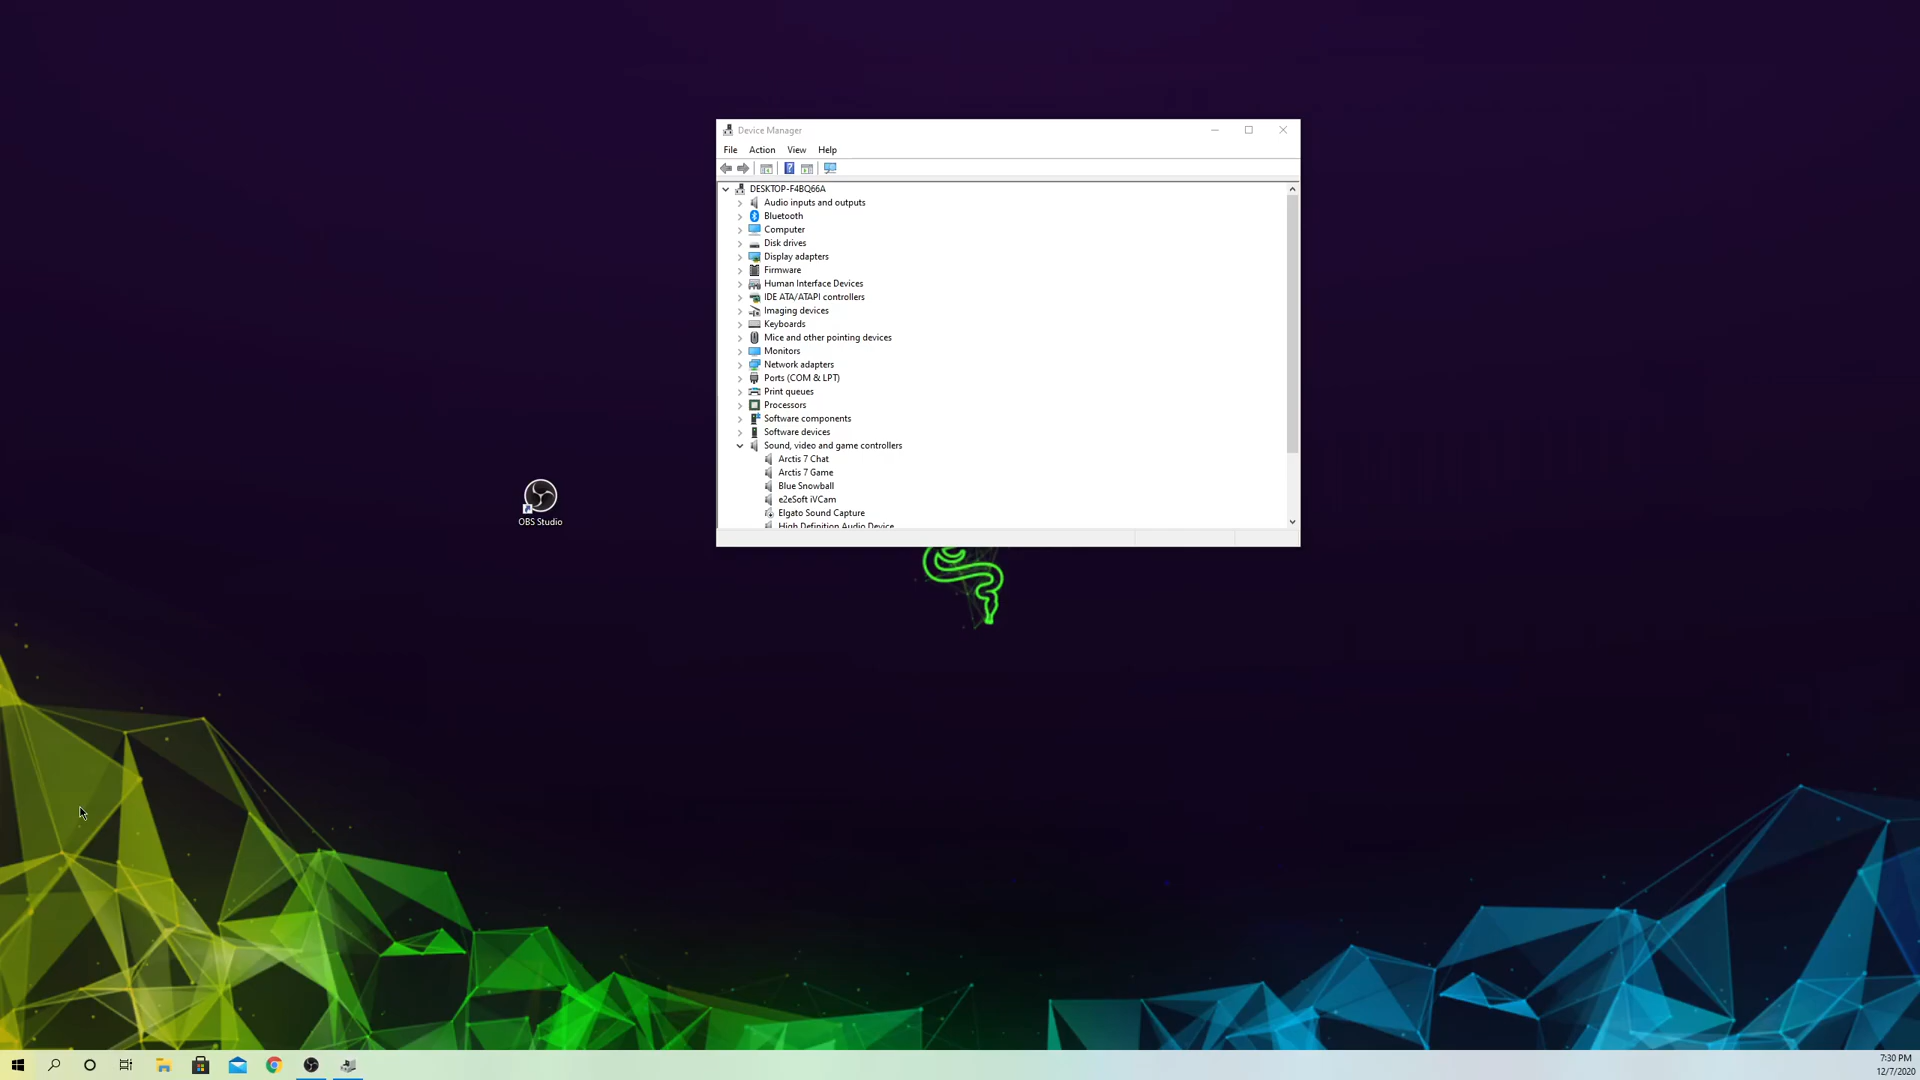 Device Manager
File Action View Help
DESKTOP-F4BQ66A
Audio inputs and outputs
Bluetooth
Computer
Disk drives
Display adapters
Firmware
Human Interface Devices
IDE ATA/ATAPI controllers
Imaging devices
Keyboards
Mice and other pointing devices
Monitors
Network adapters
Ports (COM & LPT)
Print queues
Processors
Software components
Software devices
Sound, video and game controllers
Arctis 7 Chat
Arctis 7 Game
Blue Snowball
e2eSoft iVCam
Elgato Sound Capture
High Definition Audio Device
OBS Studio
7:30 PM
12/7/2020